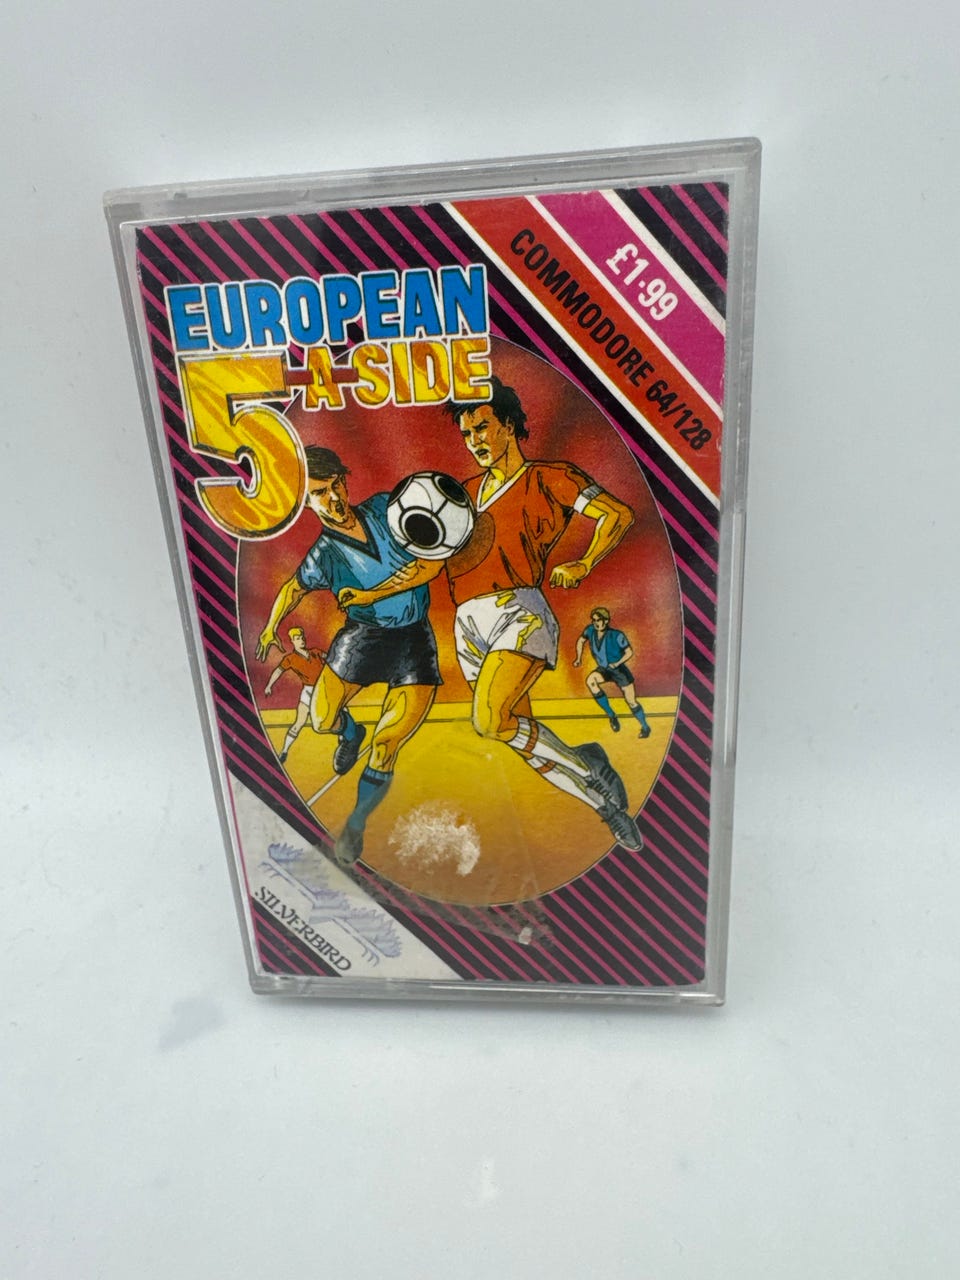 EUROPEAN
5-A-SIDE
£1.99
COMMODORE 64/128
SILVERBIRD